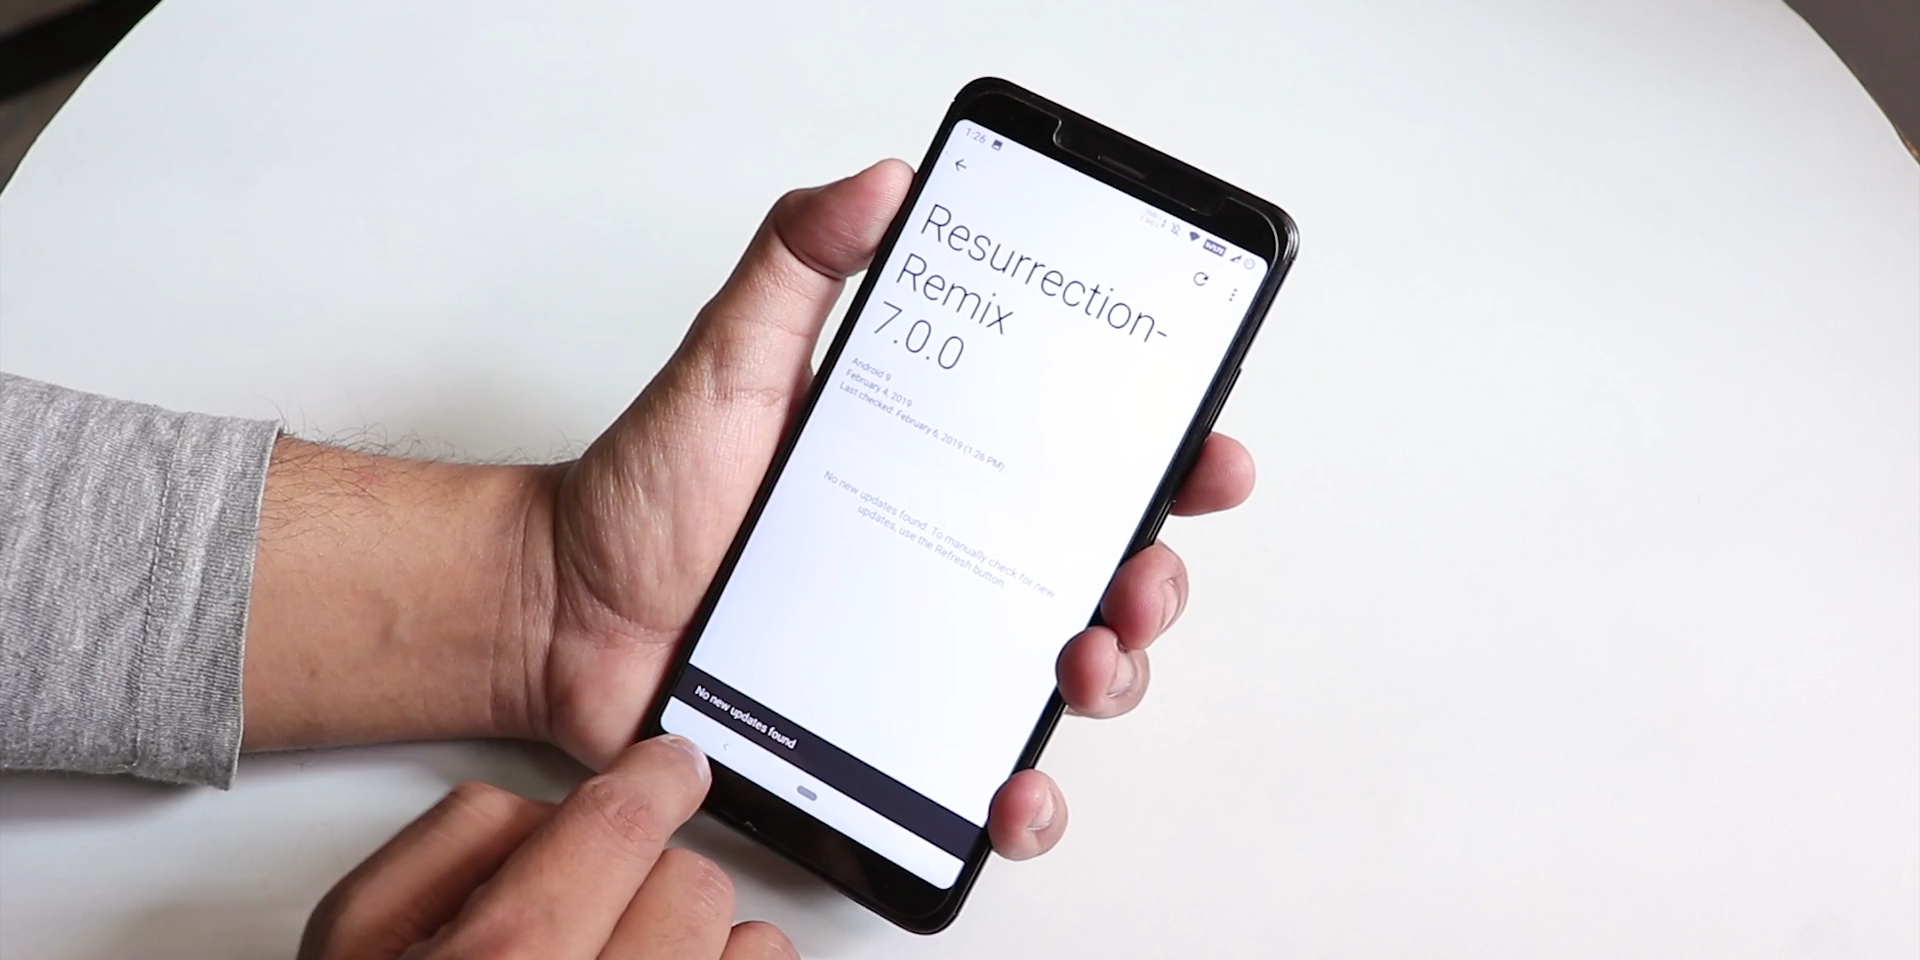 1:26
Resurrection-
Remix
7.0.0
Android 9
February 4, 2019
Last checked: February 6, 2019 (1:26 PM)
No new updates found. To manually check for new
updates, use the Refresh button.
No new updates found